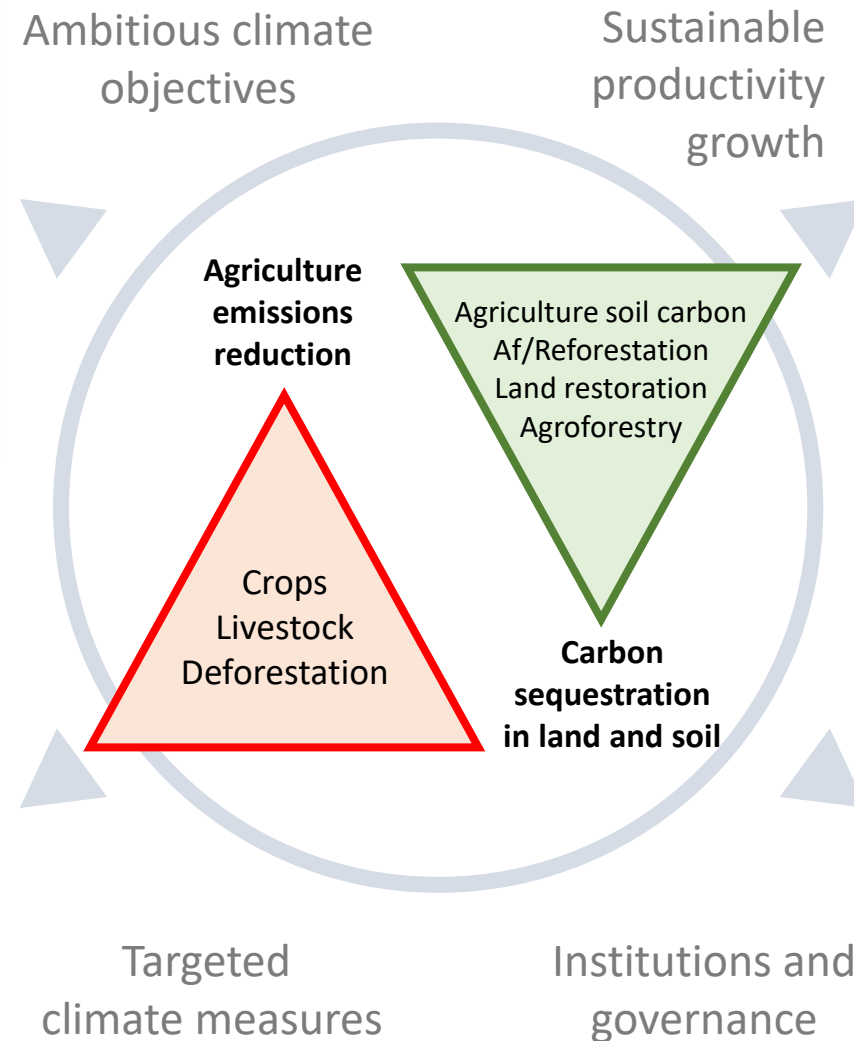 Ambitious climate
objectives
Sustainable
productivity
growth
Agriculture
emissions
reduction
Agriculture soil carbon
Af/Reforestation
Land restoration
Agroforestry
Crops
Livestock
Deforestation
Carbon
sequestration
in land and soil
Targeted
climate measures
Institutions and
governance